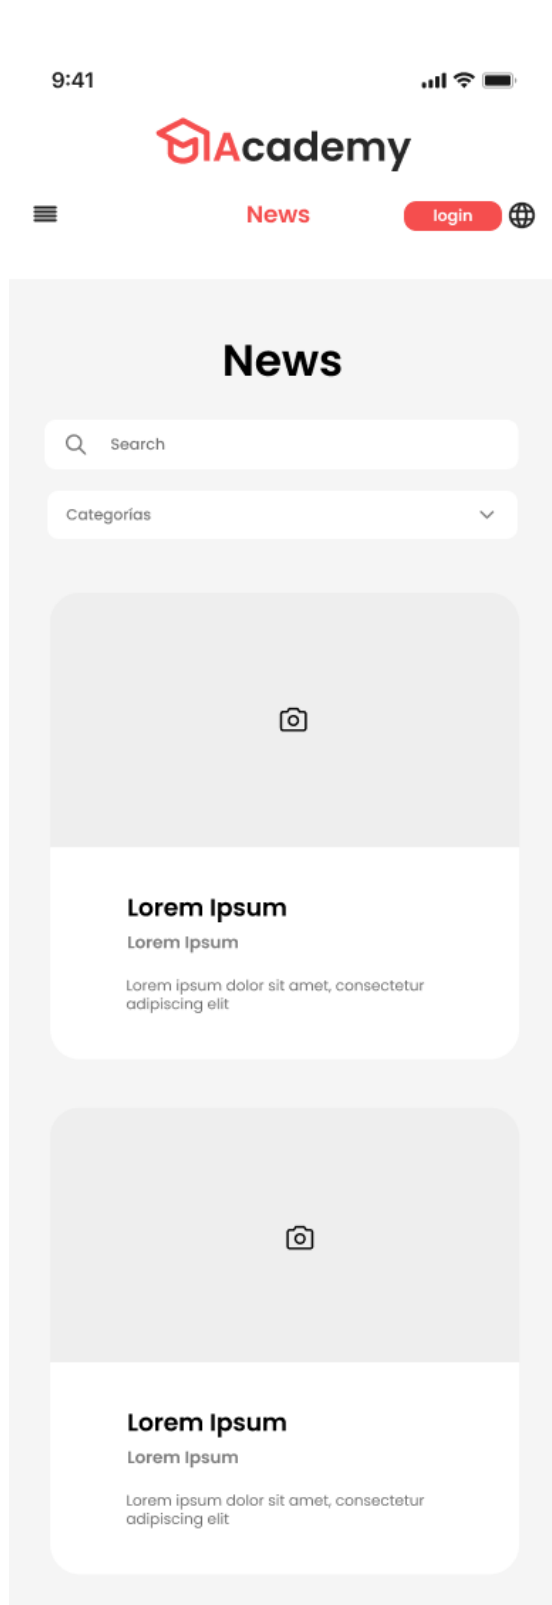 9:41
Academy
News
login
News
Search
Categorías
Lorem Ipsum
Lorem Ipsum
Lorem ipsum dolor sit amet, consectetur
adipiscing elit
Lorem Ipsum
Lorem Ipsum
Lorem ipsum dolor sit amet, consectetur
adipiscing elit